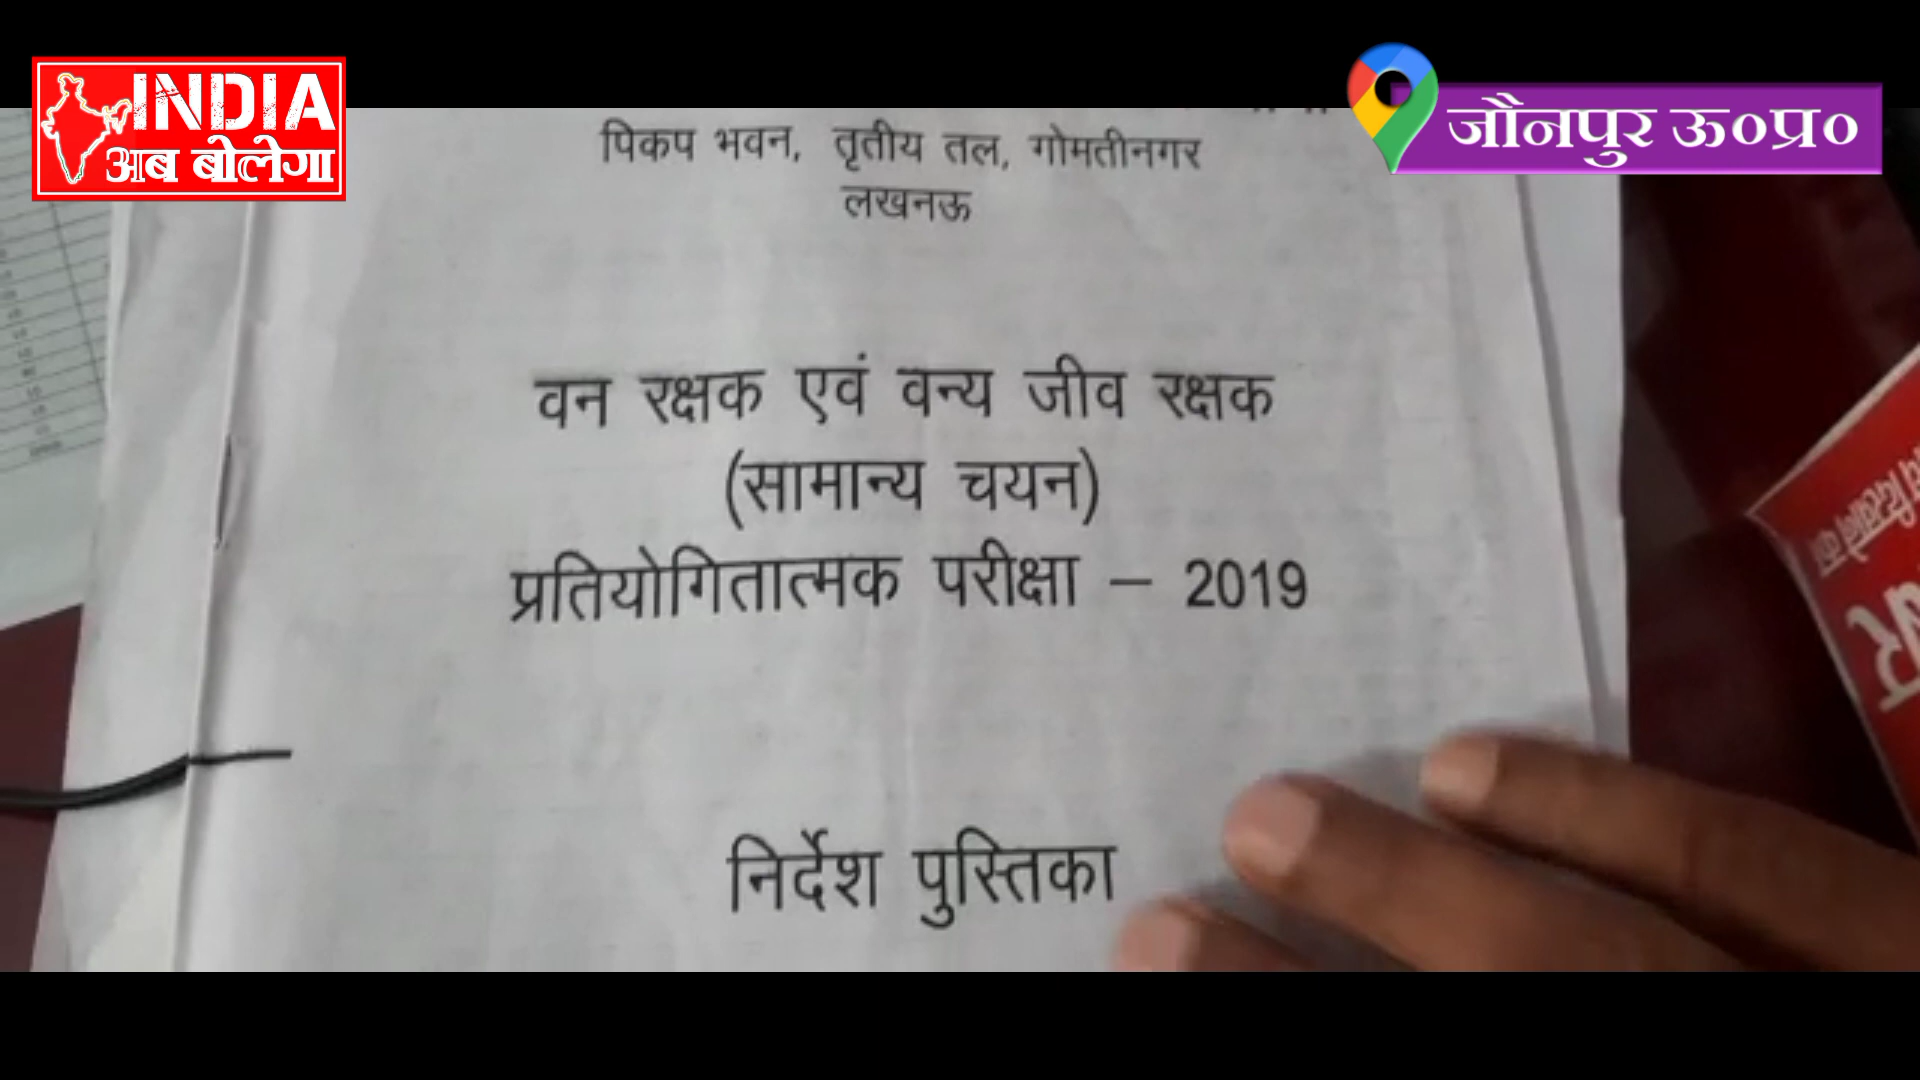 INDIA
अब बोलेगा
जौनपुर ऊ०प्र०
पिकप भवन, तृतीय तल, गोमतीनगर
लखनऊ
वन रक्षक एवं वन्य जीव रक्षक
(सामान्य चयन)
प्रतियोगितात्मक परीक्षा – 2019
निर्देश पुस्तिका